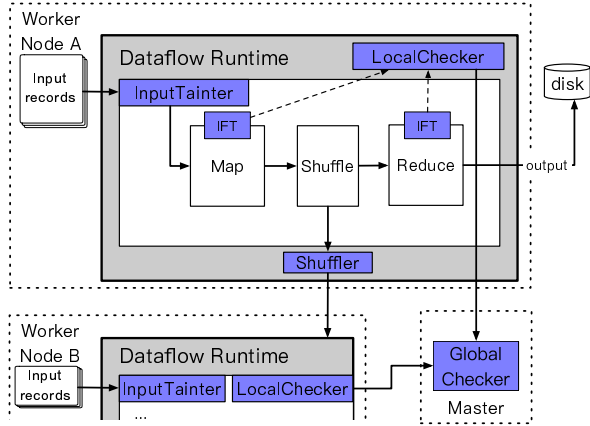 Worker
Node A
Input
records
Dataflow Runtime
LocalChecker
InputTainter
IFT
IFT
Map
Shuffle
Reduce
output
disk
Shuffler
Worker
Node B
Input
records
Dataflow Runtime
InputTainter
LocalChecker
...
Global
Checker
Master